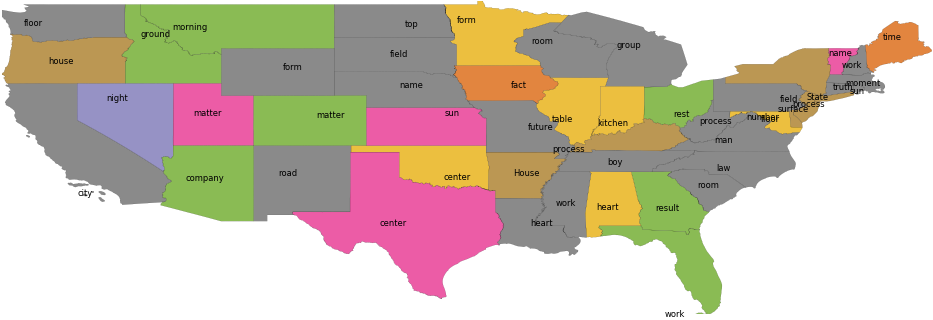 floor
ground
morning
top
form
room
group
time
name
work
house
field
form
fact
name
night
matter
matter
sun
table
kitchen
rest
field
State
truth
moment
sun
process
surface
number
floor
process
future
man
process
boy
law
company
road
center
House
room
city
work
heart
result
center
heart
work